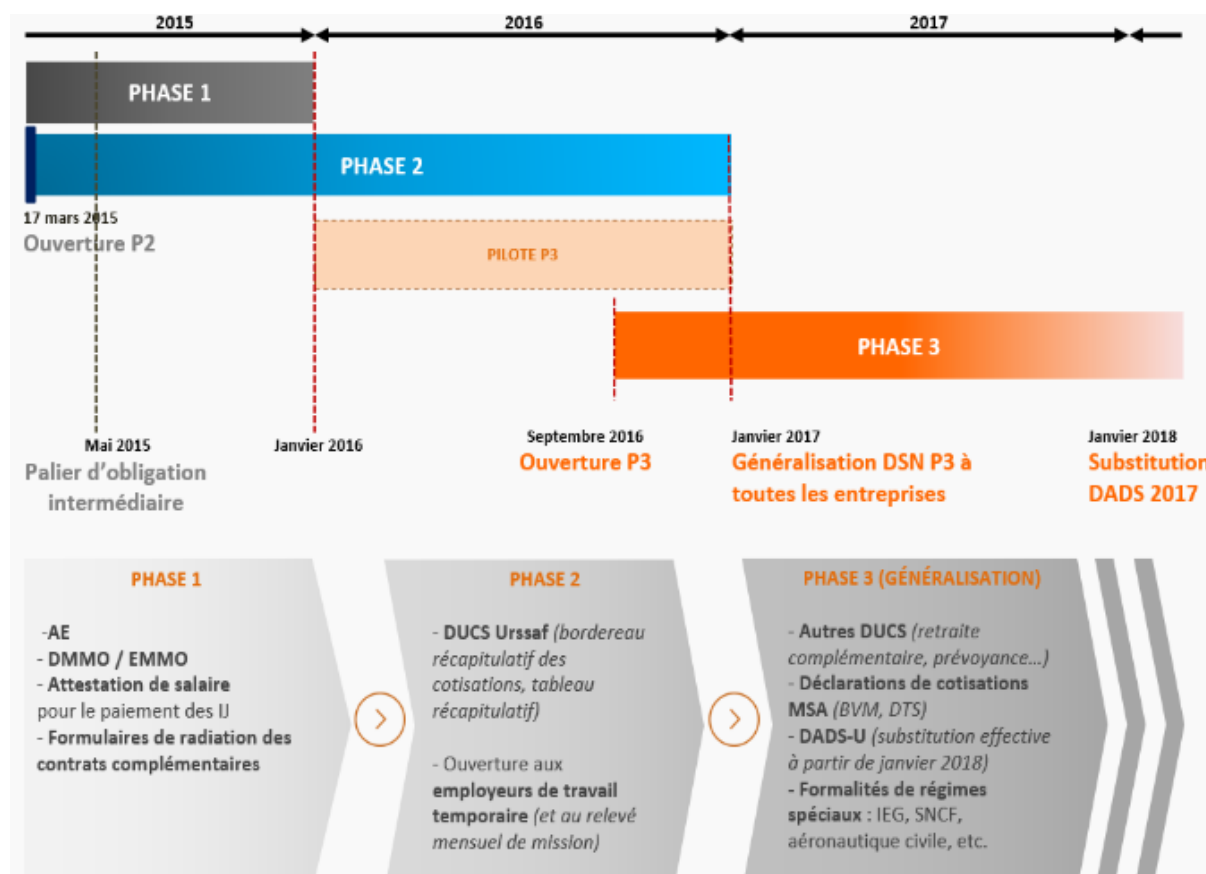 2015 2016 2017
PHASE 1
PHASE 2
17 mars 2015
Ouverture P2
PILOTE P3
PHASE 3
Mai 2015
Palier d'obligation
intermédiaire
Janvier 2016
Septembre 2016
Ouverture P3
Janvier 2017
Généralisation DSN P3 à
toutes les entreprises
Janvier 2018
Substitution
DADS 2017
PHASE 1
-AE
- DMMO / EMMO
- Attestation de salaire
pour le paiement des IJ
- Formulaires de radiation des
contrats complémentaires
PHASE 2
- DUCS Urssaf (bordereau
récapitulatif des
cotisations, tableau
récapitulatif)
- Ouverture aux
employeurs de travail
temporaire (et au relevé
mensuel de mission)
PHASE 3 (GÉNÉRALISATION)
- Autres DUCS (retraite
complémentaire, prévoyance...)
- Déclarations de cotisations
MSA (BVM, DTS)
- DADS-U (substitution effective
à partir de janvier 2018)
- Formalités de régimes
spéciaux : IEG, SNCF,
aéronautique civile, etc.